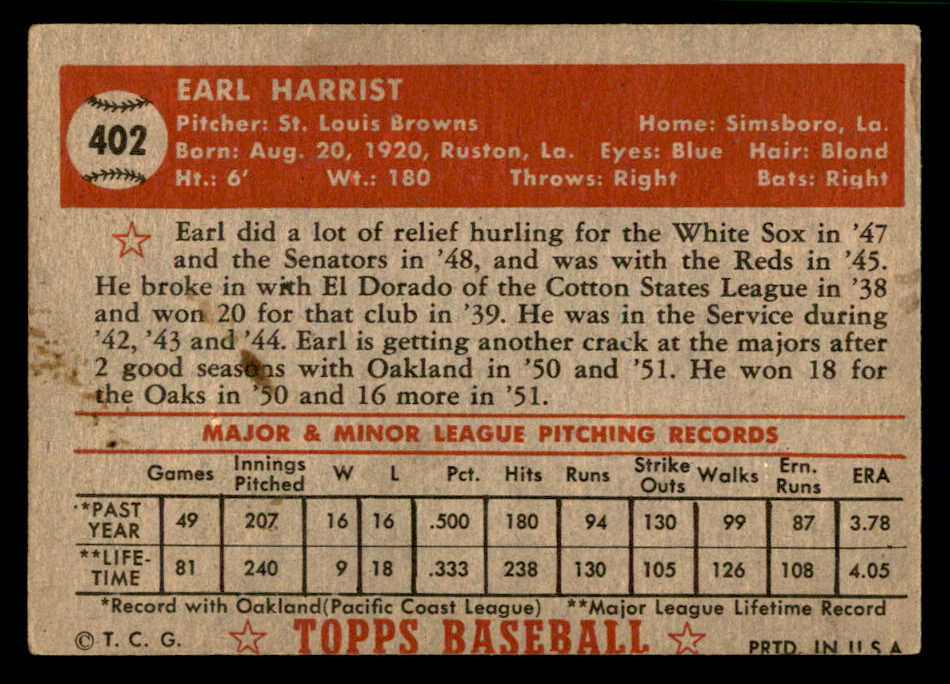 402
EARL HARRIST
Pitcher: St. Louis Browns Home: Simsboro, La.
Born: Aug. 20, 1920, Ruston, La. Eyes: Blue Hair: Blond
Ht.: 6' Wt.: 180 Throws: Right Bats: Right
Earl did a lot of relief hurling for the White Sox in '47
and the Senators in '48, and was with the Reds in '45.
He broke in with El Dorado of the Cotton States League in '38
and won 20 for that club in '39. He was in the Service during
'42, '43 and '44. Earl is getting another crack at the majors after
2 good seasons with Oakland in '50 and '51. He won 18 for
the Oaks in '50 and 16 more in '51.
MAJOR & MINOR LEAGUE PITCHING RECORDS
Games Innings Pitched W L Pct. Hits Runs Strike Outs Walks Ern. Runs ERA
*PAST YEAR 49 207 16 16 .500 180 94 130 99 87 3.78
**LIFE-TIME 81 240 9 18 .333 238 130 105 126 108 4.05
*Record with Oakland(Pacific Coast League) **Major League Lifetime Record
© T. C. G. TOPPS BASEBALL PRTD. IN U S A